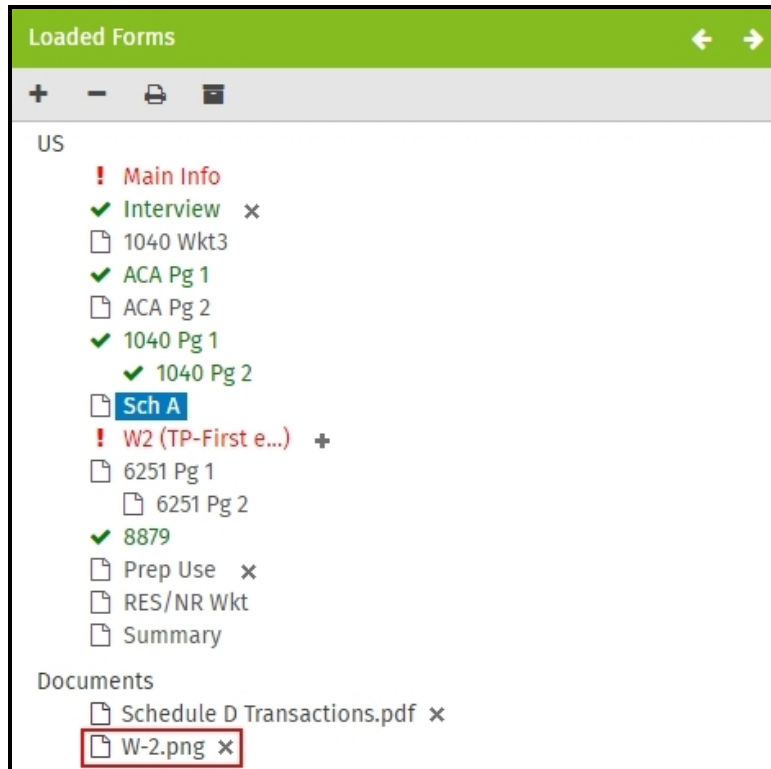 Loaded Forms
US
Main Info
Interview
1040 Wkt3
ACA Pg 1
ACA Pg 2
1040 Pg 1
1040 Pg 2
Sch A
W2 (TP-First e...)
6251 Pg 1
6251 Pg 2
8879
Prep Use
RES/NR Wkt
Summary
Documents
Schedule D Transactions.pdf
W-2.png